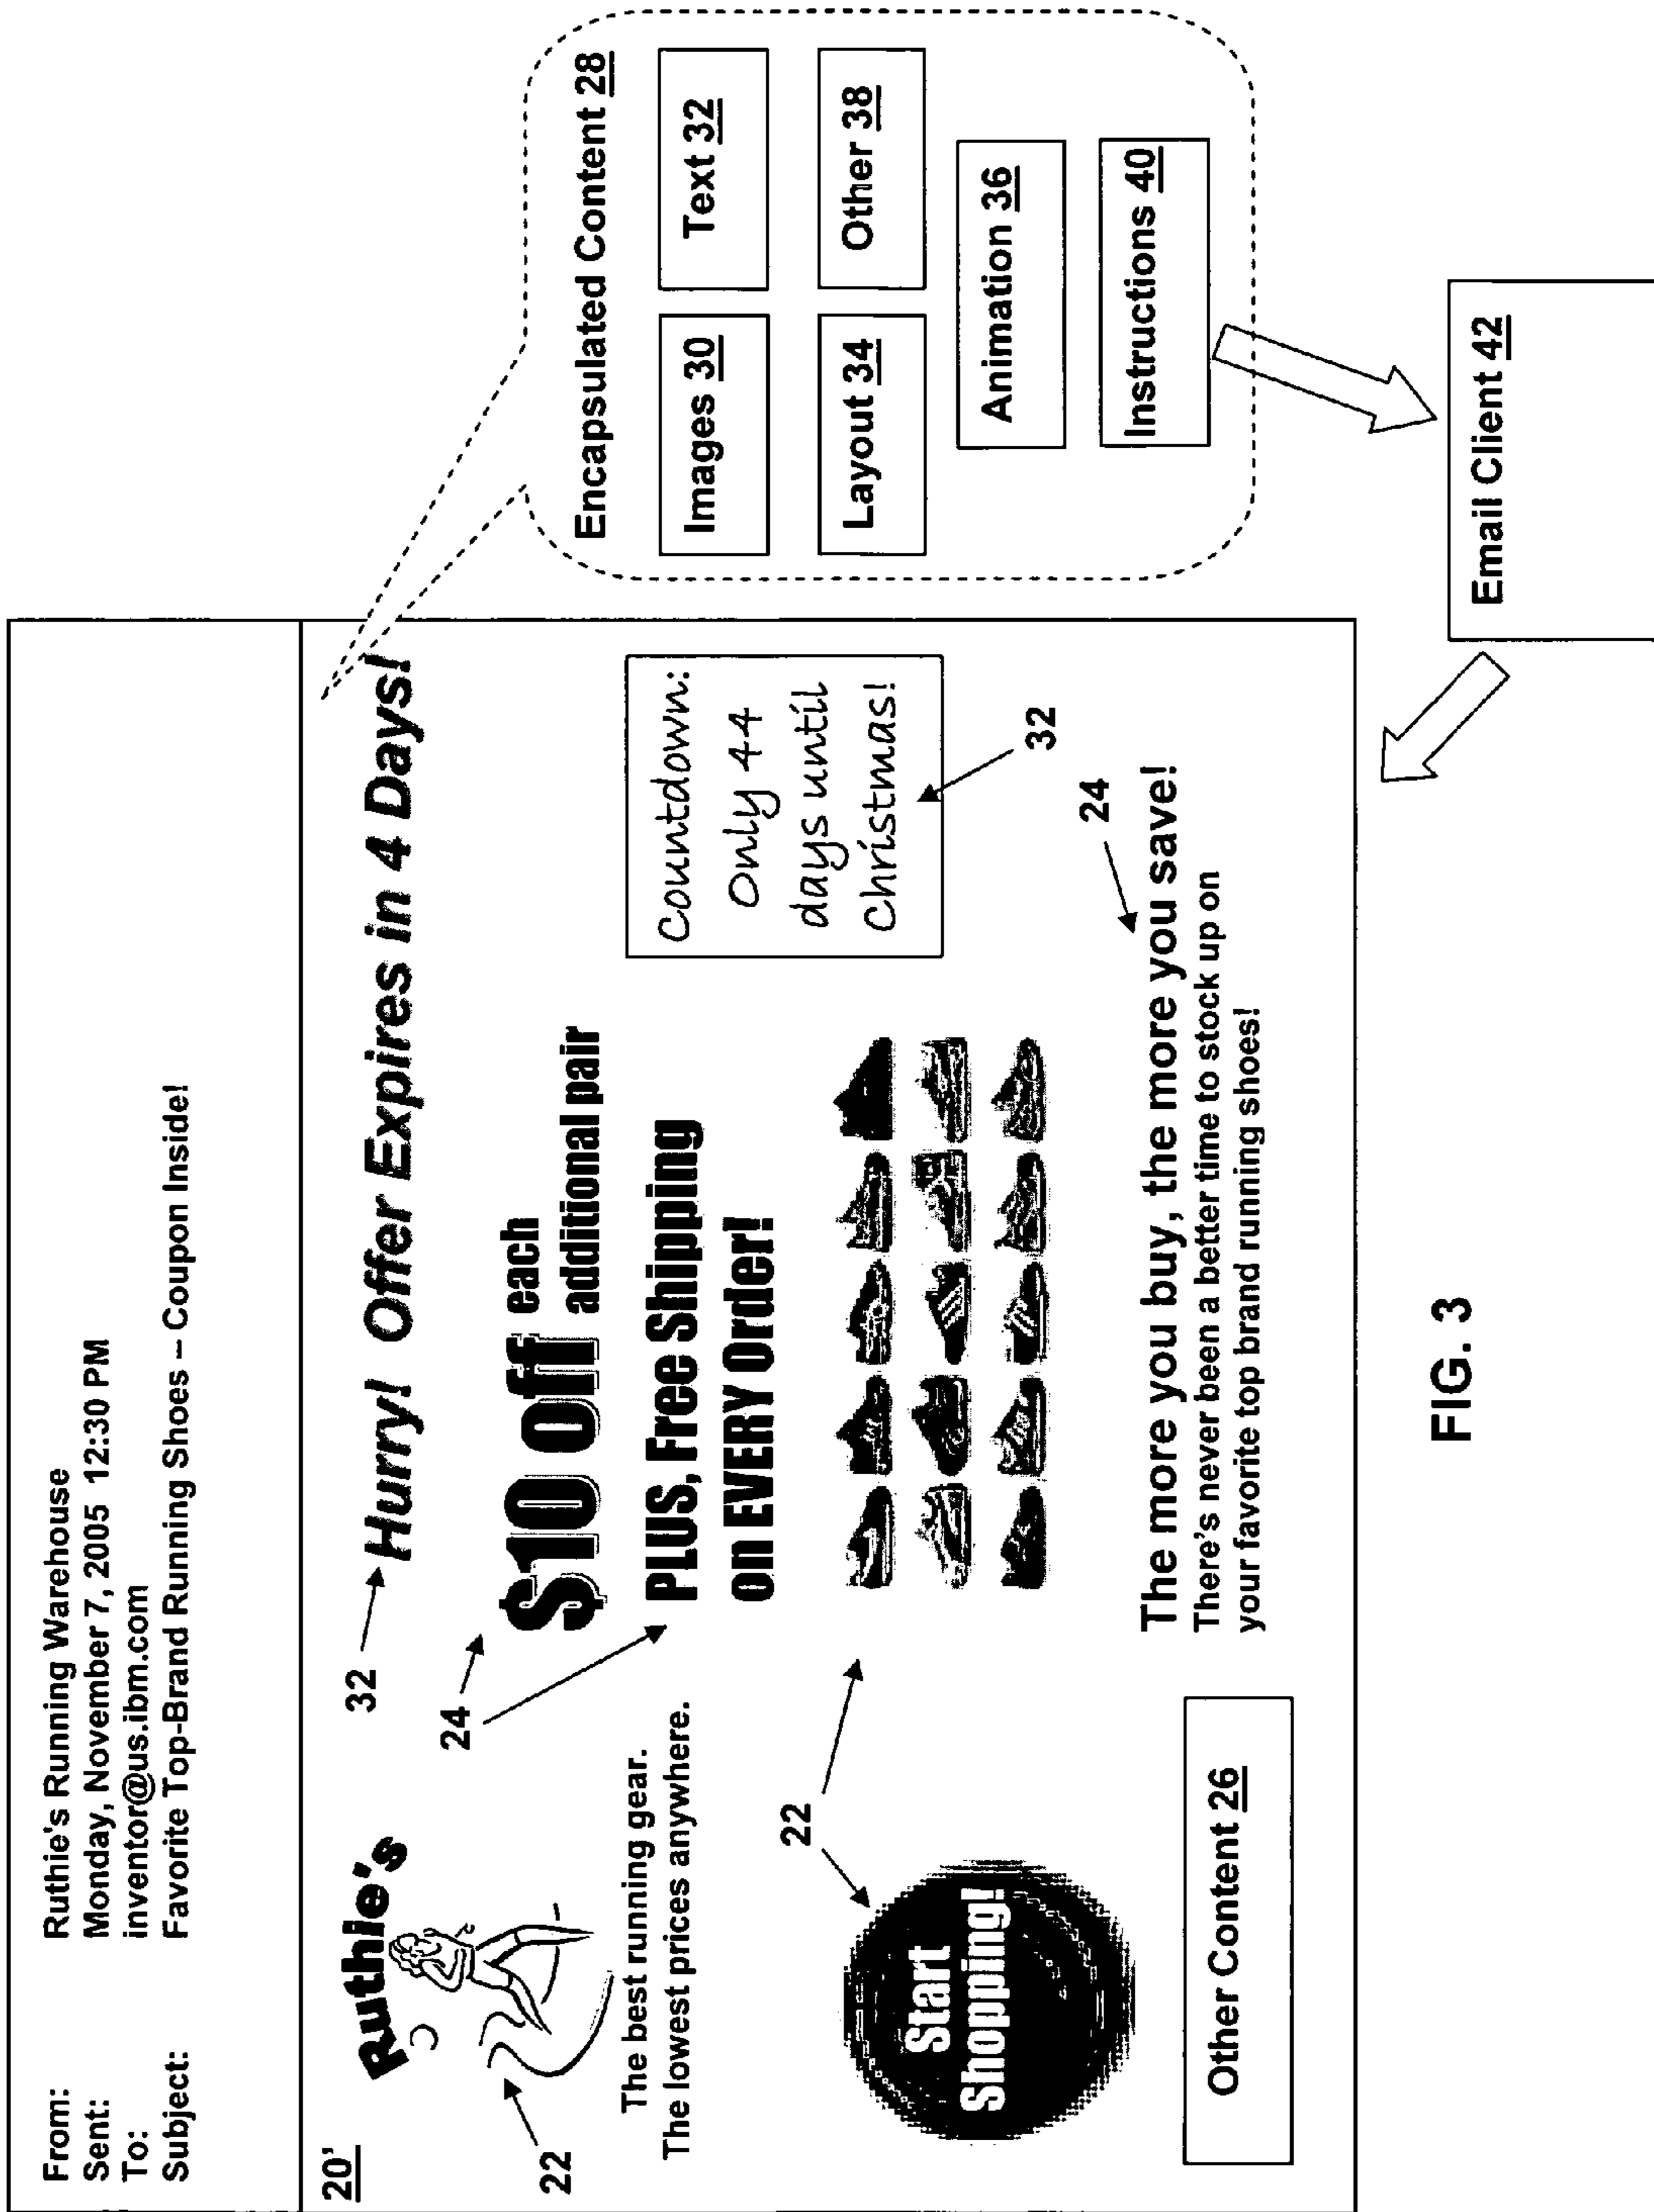 From: Ruthie's Running Warehouse
Sent: Monday, November 7, 2005 12:30 PM
To: inventor@us.ibm.com
Subject: Favorite Top-Brand Running Shoes – Coupon Inside!
20'
32
Hurry! Offer Expires in 4 Days!
Ruthie's
22
The best running gear.
The lowest prices anywhere.
24
$10 Off each
additional pair
PLUS, Free Shipping
on EVERY Order!
Countdown:
Only 44
days until
Christmas!
32
22
Start
Shopping!
24
The more you buy, the more you save!
There's never been a better time to stock up on
your favorite top brand running shoes!
Other Content 26
Encapsulated Content 28
Images 30
Text 32
Layout 34
Other 38
Animation 36
Instructions 40
Email Client 42
FIG. 3